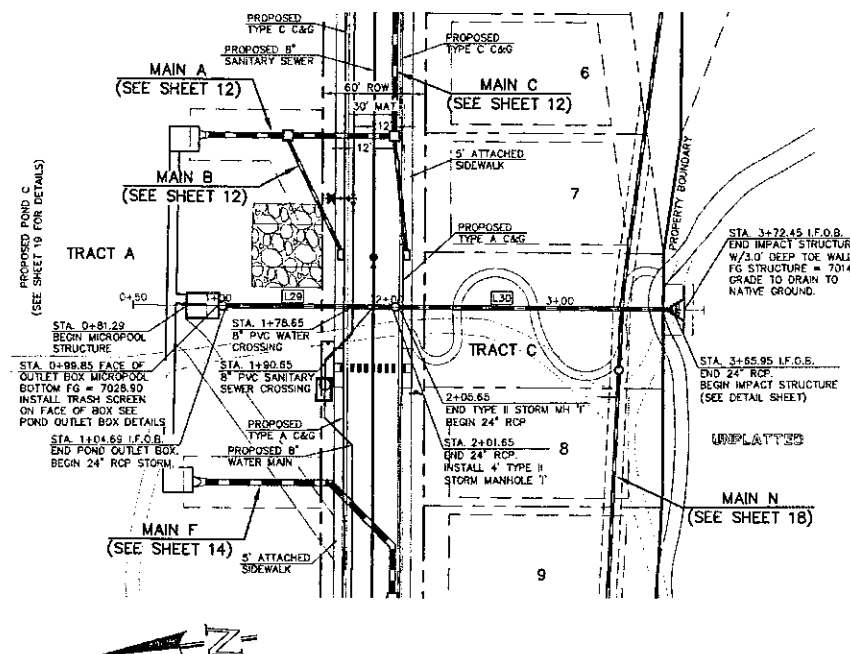 PROPOSED
TYPE C C&G
PROPOSED 8"
SANITARY SEWER
PROPOSED
TYPE C C&G
6
MAIN A
(SEE SHEET 12)
MAIN C
(SEE SHEET 12)
60' ROW
30' MAT
12'
12'
5' ATTACHED
SIDEWALK
MAIN B
(SEE SHEET 12)
7
PROPERTY BOUNDARY
PROPOSED POND C
(SEE SHEET 19 FOR DETAILS)
TRACT A
PROPOSED
TYPE A C&G
STA. 3+72.45 I.F.O.B.
END IMPACT STRUCTUR
W/3.0' DEEP TOE WALL
FG STRUCTURE = 7014
GRADE TO DRAIN TO
NATIVE GROUND.
0+50
L29
L30
3+00
STA. 0+81.29
BEGIN MICROPOOL
STRUCTURE
STA. 1+78.65
8" PVC WATER
CROSSING
TRACT C
STA. 0+99.85 FACE OF
OUTLET BOX MICROPOOL
BOTTOM FG = 7028.90
INSTALL TRASH SCREEN
ON FACE OF BOX SEE
POND OUTLET BOX DETAILS
STA. 1+90.65
8" PVC SANITARY
SEWER CROSSING
STA. 3+65.95 I.F.O.B.
END 24" RCP.
BEGIN IMPACT STRUCTURE
(SEE DETAIL SHEET)
2+05.65
END TYPE II STORM MH 'I'
BEGIN 24" RCP
PROPOSED
TYPE A C&G
STA. 1+04.69 I.F.O.B.
END POND OUTLET BOX.
BEGIN 24" RCP STORM.
PROPOSED 8"
WATER MAIN
STA. 2+01.65
END 24" RCP.
INSTALL 4' TYPE II
STORM MANHOLE 'I'
8
UNPLATTED
MAIN N
(SEE SHEET 18)
MAIN F
(SEE SHEET 14)
5' ATTACHED
SIDEWALK
9
N